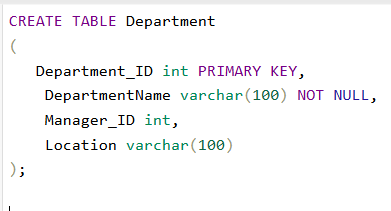 CREATE TABLE Department
(
Department_ID int PRIMARY KEY,
DepartmentName varchar(100) NOT NULL,
Manager_ID int,
Location varchar(100)
);